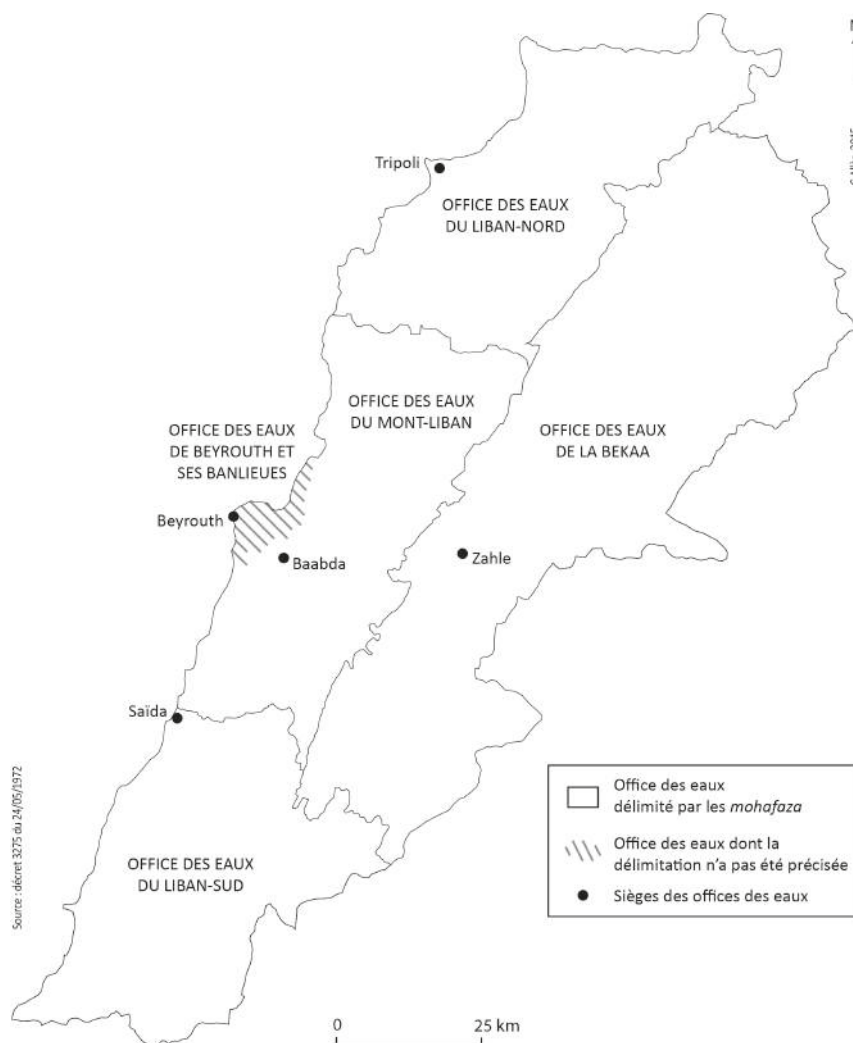 N
Tripoli
OFFICE DES EAUX
DU LIBAN-NORD
OFFICE DES EAUX
DU MONT-LIBAN
OFFICE DES EAUX
DE BEYROUTH ET
SES BANLIEUES
OFFICE DES EAUX
DE LA BEKAA
Beyrouth
Baabda
Zahle
Saïda
OFFICE DES EAUX
DU LIBAN-SUD
Office des eaux
délimité par les mohafaza
Office des eaux dont la
délimitation n'a pas été précisée
Sièges des offices des eaux
Source : décret 3275 du 24/05/1972
0 25 km